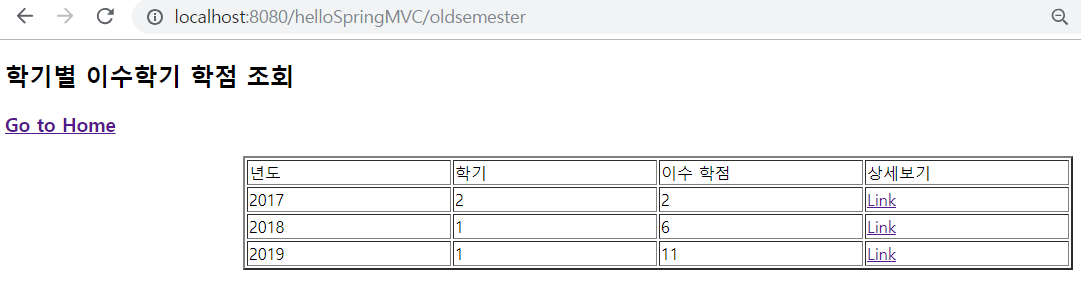 localhost:8080/helloSpringMVC/oldsemester
학기별 이수학기 학점 조회
Go to Home
년도 학기 이수 학점 상세보기
2017 2 2 Link
2018 1 6 Link
2019 1 11 Link